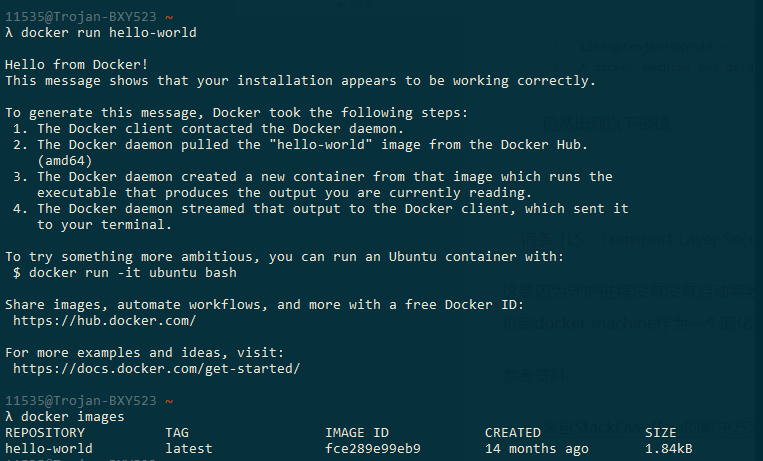 11535@Trojan-BXY523 ~
λ docker run hello-world
Hello from Docker!
This message shows that your installation appears to be working correctly.
To generate this message, Docker took the following steps:
1. The Docker client contacted the Docker daemon.
2. The Docker daemon pulled the "hello-world" image from the Docker Hub.
(amd64)
3. The Docker daemon created a new container from that image which runs the
executable that produces the output you are currently reading.
4. The Docker daemon streamed that output to the Docker client, which sent it
to your terminal.
To try something more ambitious, you can run an Ubuntu container with:
$ docker run -it ubuntu bash
Share images, automate workflows, and more with a free Docker ID:
https://hub.docker.com/
For more examples and ideas, visit:
https://docs.docker.com/get-started/
11535@Trojan-BXY523 ~
λ docker images
REPOSITORY TAG IMAGE ID CREATED SIZE
hello-world latest fce289e99eb9 14 months ago 1.84kB